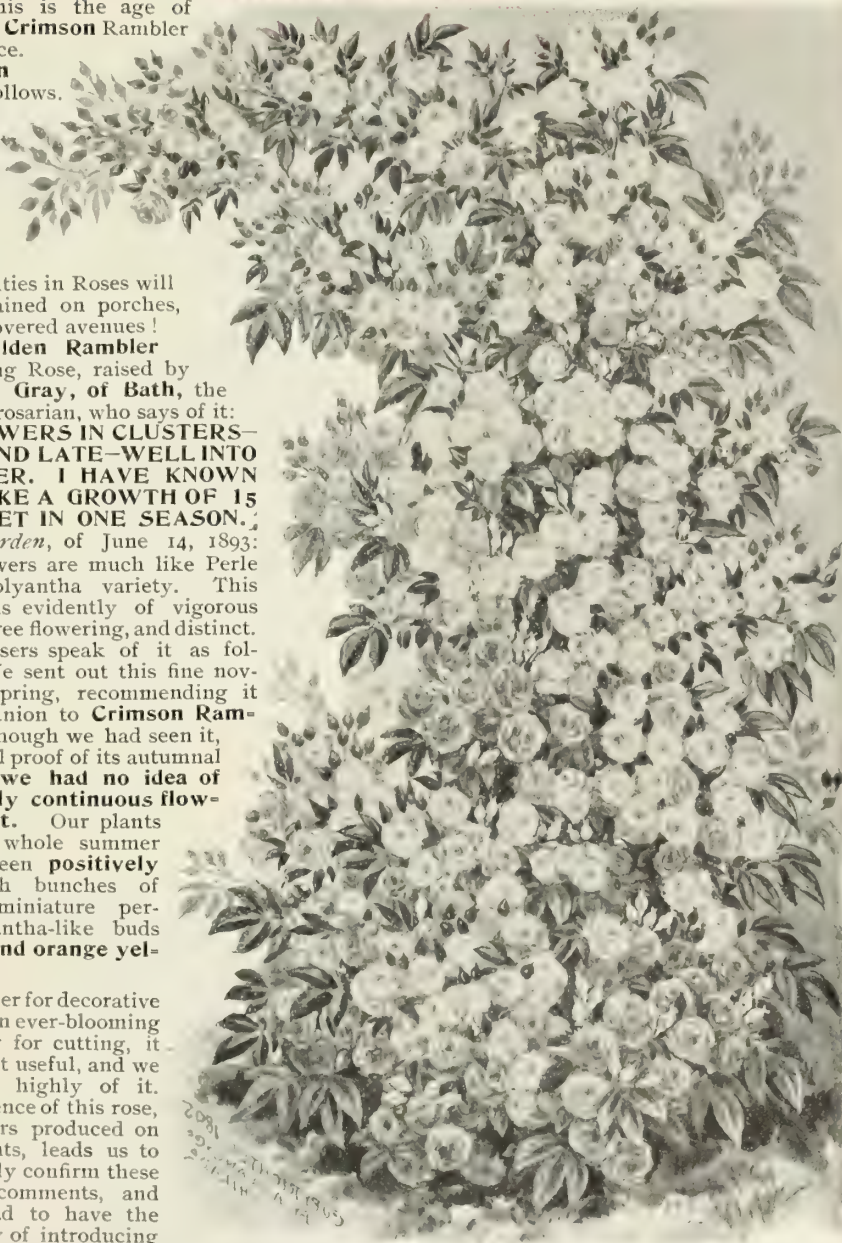 his is the age of
Crimson Rambler
ce.
n
ollows.
ties in Roses will
ained on porches,
overed avenues !
lden Rambler
ng Rose, raised by
Gray, of Bath, the
rosarian, who says of it:
WERS IN CLUSTERS—
ND LATE—WELL INTO
ER. I HAVE KNOWN
KE A GROWTH OF 15
ET IN ONE SEASON.
rden, of June 14, 1893:
vers are much like Perle
olyantha variety. This
s evidently of vigorous
ree flowering, and distinct.
sers speak of it as fol-
e sent out this fine nov-
pring, recommending it
nion to Crimson Ram=
hough we had seen it,
l proof of its autumnal
we had no idea of
ly continuous flow=
t. Our plants
whole summer
een positively
h bunches of
miniature per-
ntha-like buds
nd orange yel=
er for decorative
n ever-blooming
for cutting, it
t useful, and we
highly of it.
ence of this rose,
rs produced on
nts, leads us to
ly confirm these
comments, and
d to have the
of introducing